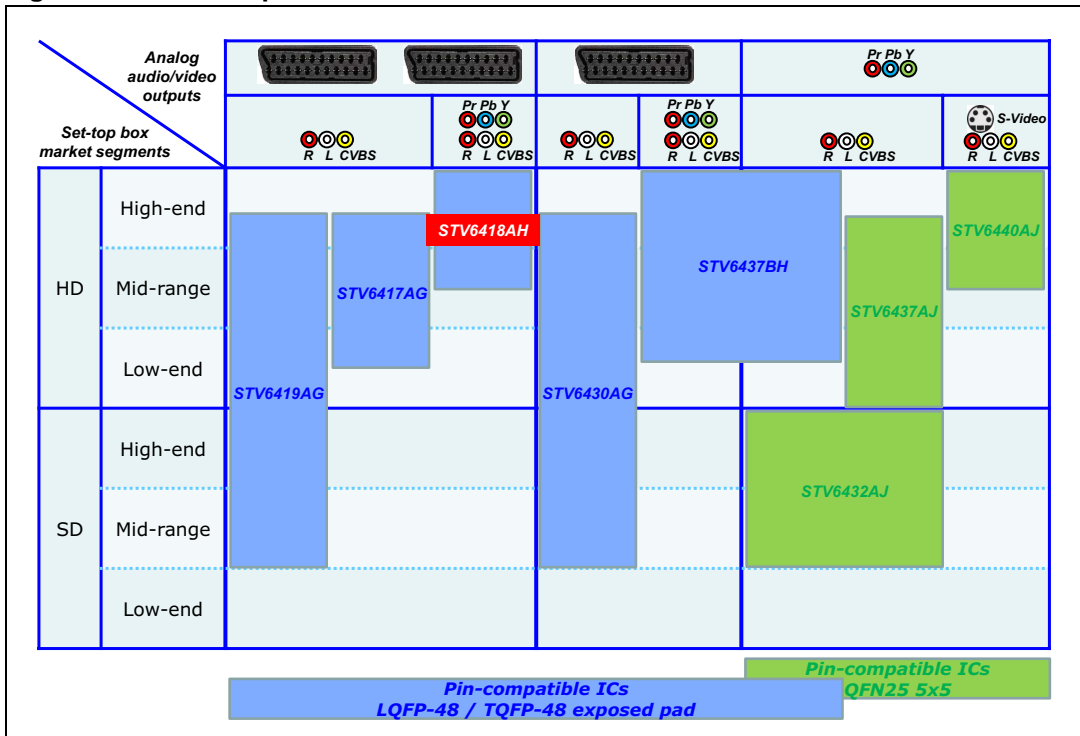 Analog
audio/video
outputs
Set-top box
market segments
Pr Pb Y
R L CVBS
Pr Pb Y
R L CVBS
R L CVBS
Pr Pb Y
R L CVBS
R L CVBS
S-Video
R L CVBS
HD
High-end
Mid-range
Low-end
SD
High-end
Mid-range
Low-end
STV6418AH
STV6440AJ
STV6437BH
STV6417AG
STV6437AJ
STV6419AG
STV6430AG
STV6432AJ
Pin-compatible ICs
QFN25 5x5
Pin-compatible ICs
LQFP-48 / TQFP-48 exposed pad